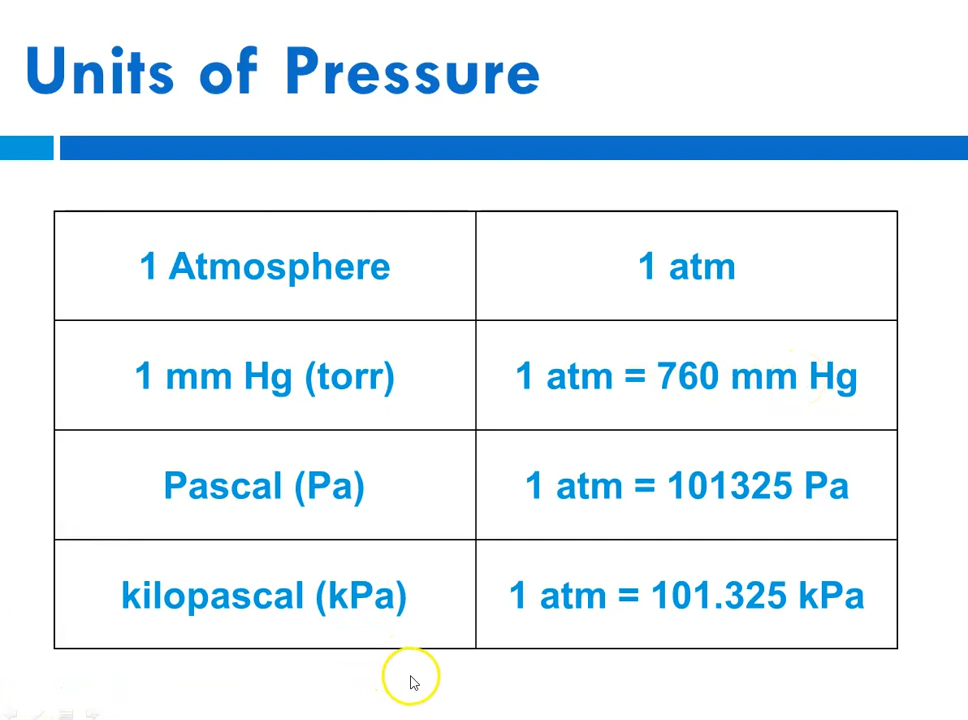 Units of Pressure
1 Atmosphere
1 atm
1 mm Hg (torr)
1 atm = 760 mm Hg
Pascal (Pa)
1 atm = 101325 Pa
kilopascal (kPa)
1 atm = 101.325 kPa